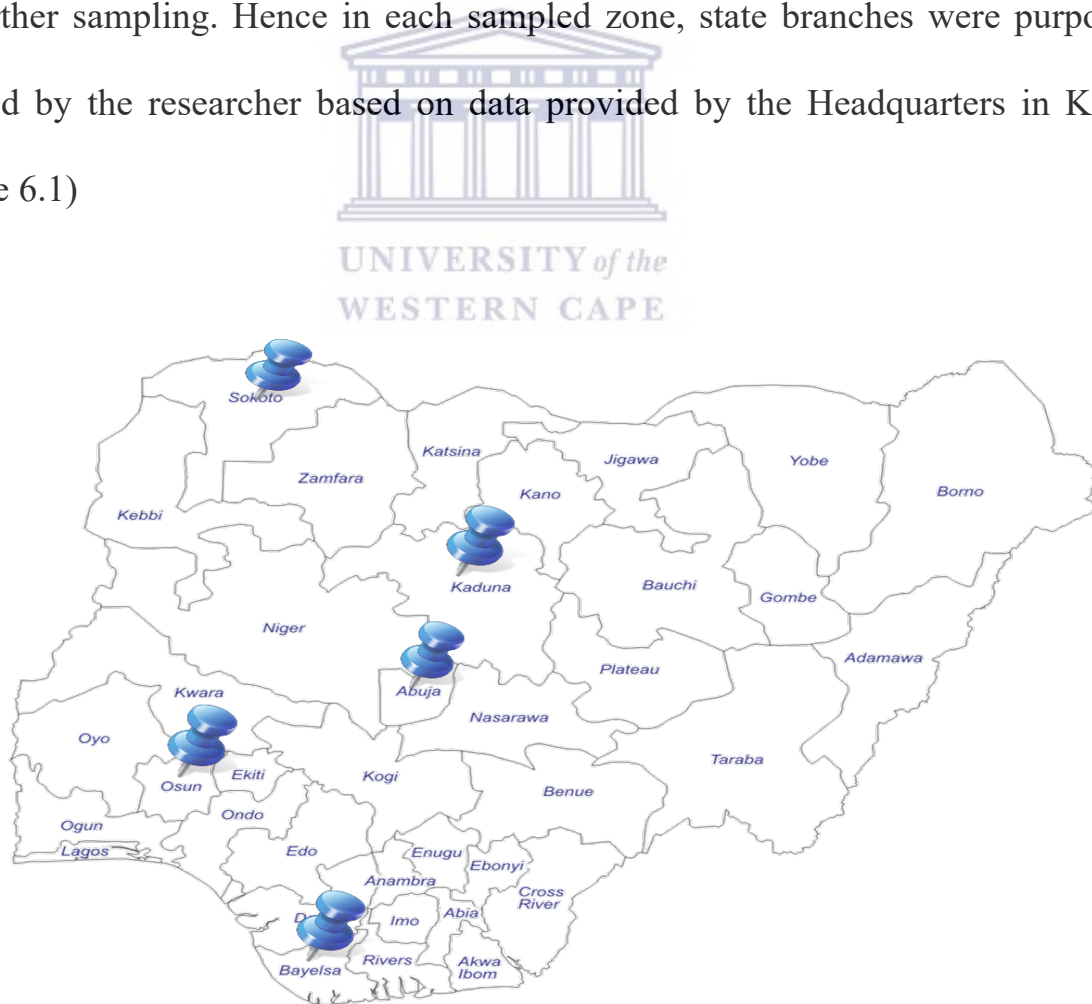 rther sampling. Hence in each sampled zone, state branches were purpo
d by the researcher based on data provided by the Headquarters in K
e 6.1)
UNIVERSITY of the
WESTERN CAPE
Sokoto
Katsina
Jigawa
Yobe
Zamfara
Kano
Borno
Kebbi
Kaduna
Bauchi
Gombe
Niger
Adamawa
Plateau
Abuja
Kwara
Nasarawa
Oyo
Taraba
Ekiti
Kogi
Osun
Benue
Ondo
Ogun
Lagos
Edo
Enugu
Ebonyi
Anambra
Cross
River
Imo
Abia
Rivers
Akwa
Ibom
Bayelsa